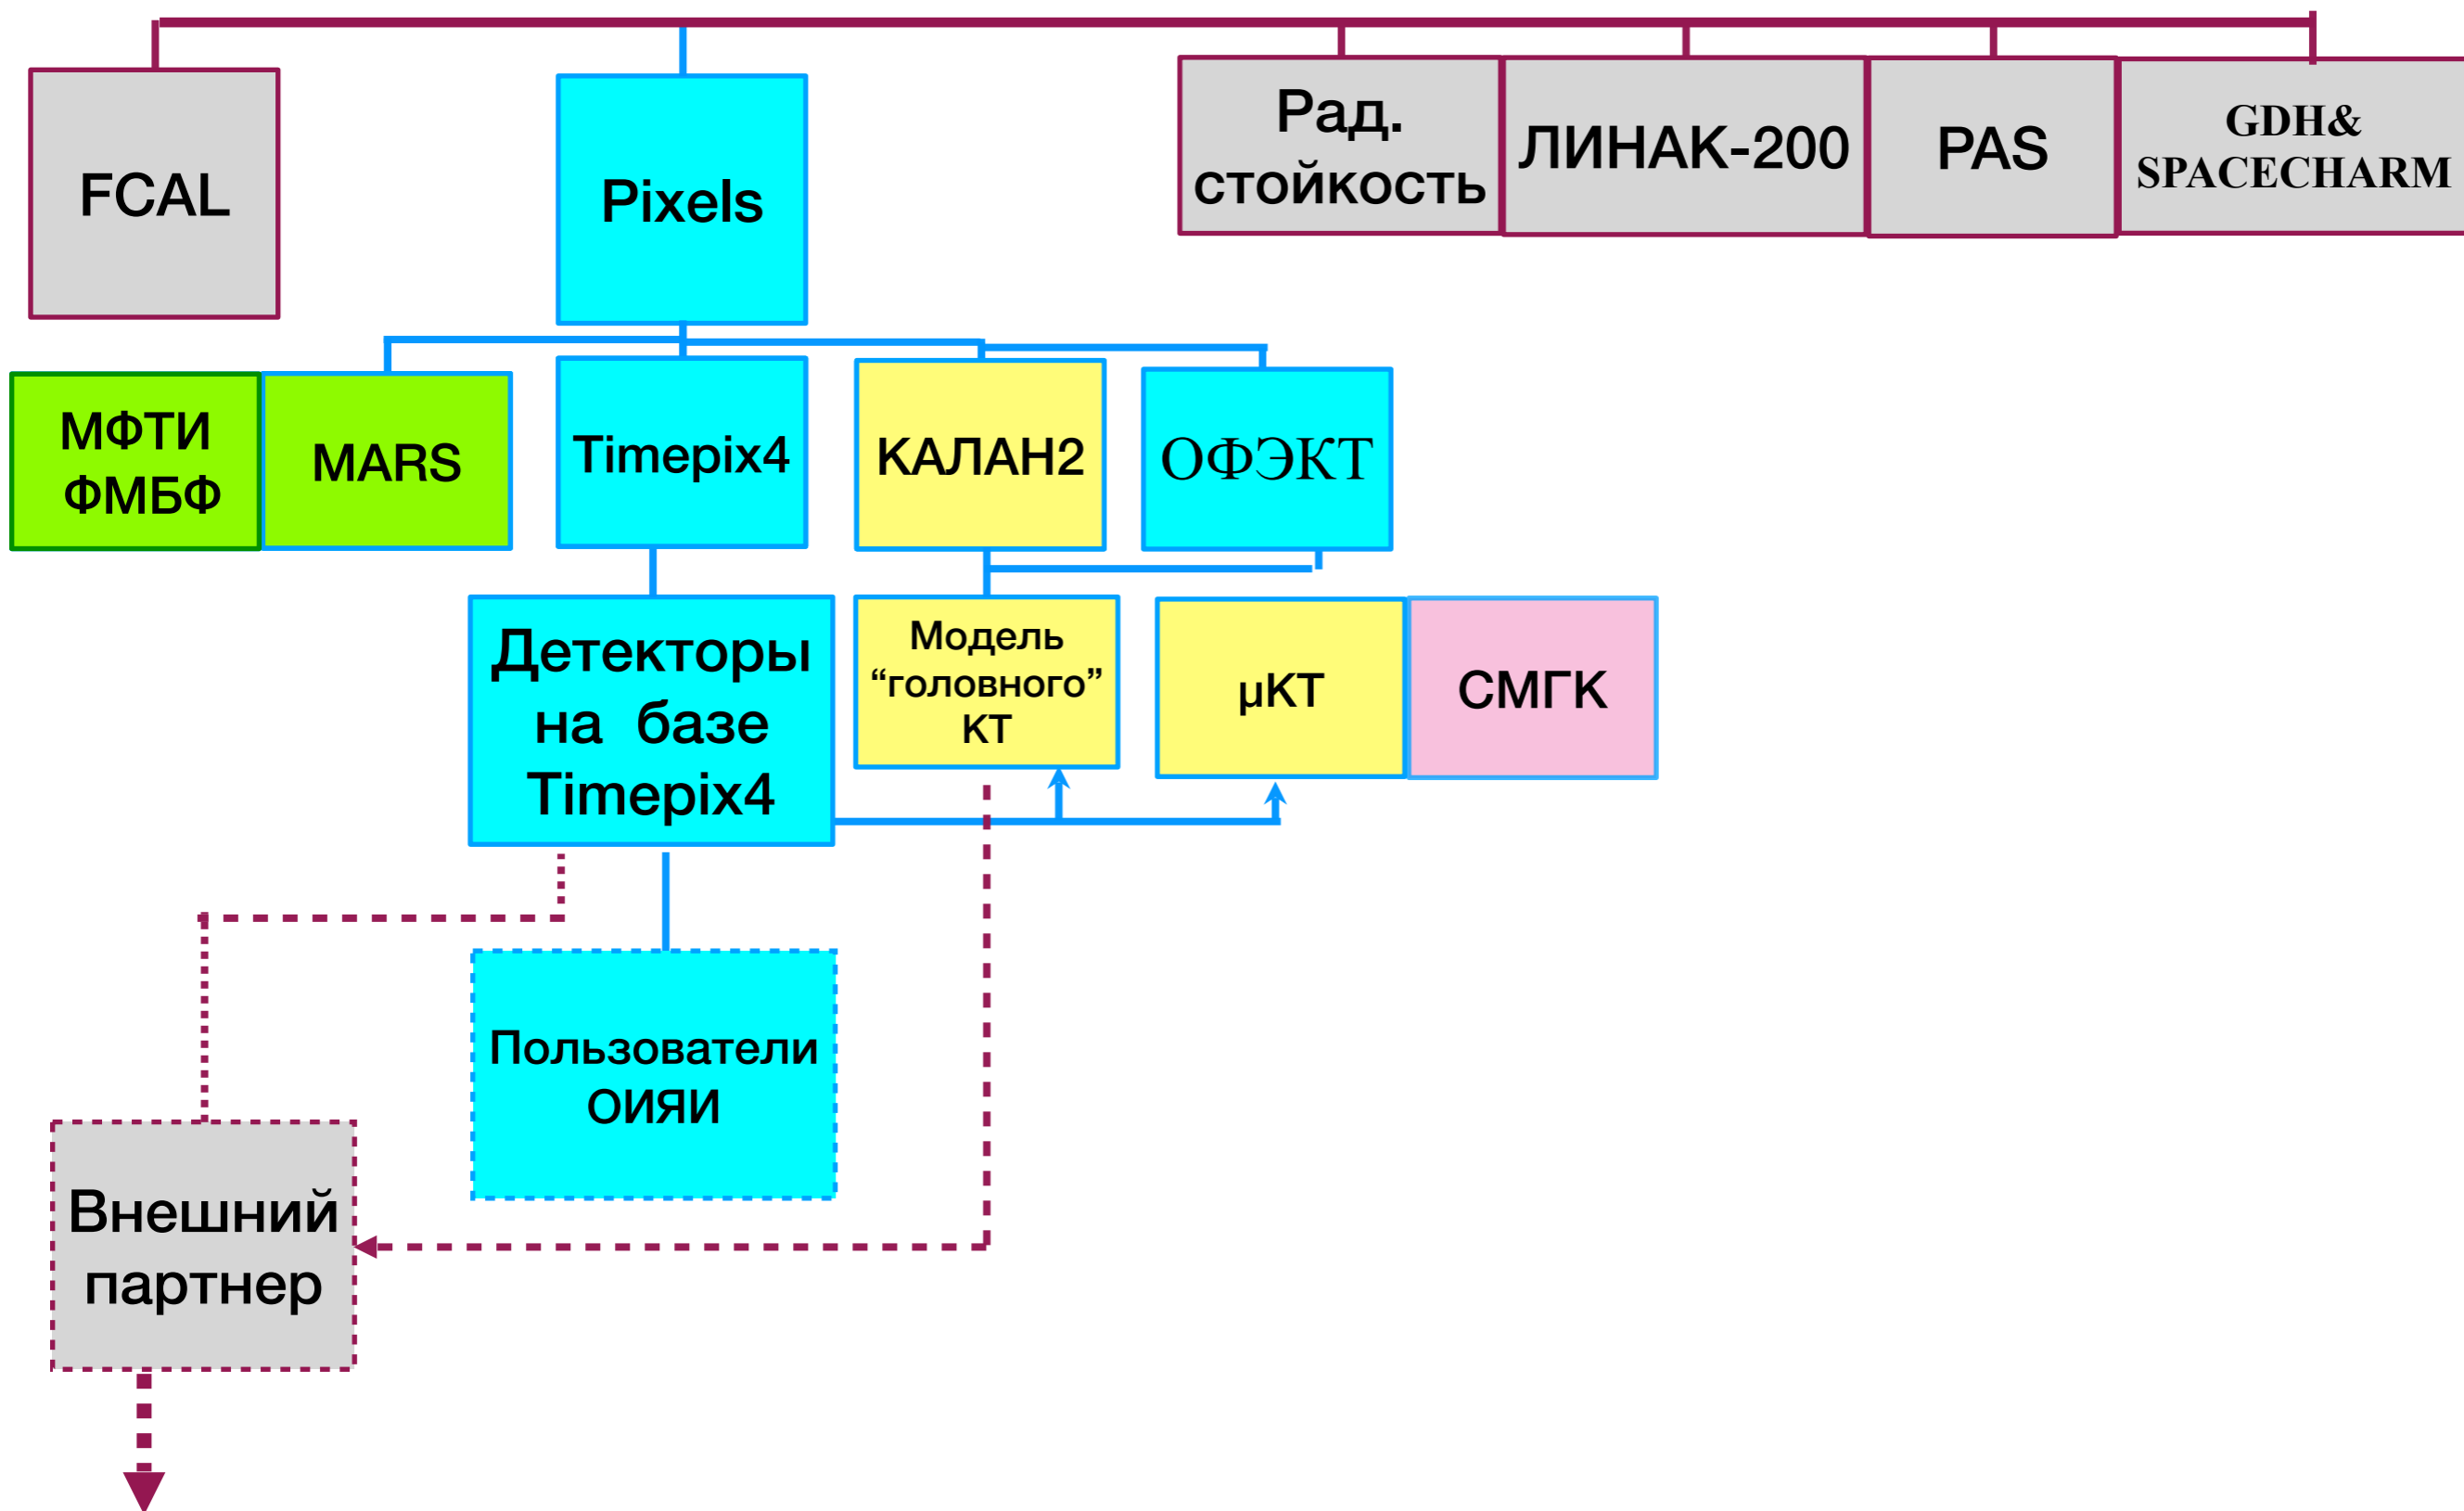 FCAL
Pixels
Рад.
стойкость
ЛИНАК-200
PAS
GDH&
SPACECHARM
МФТИ
ФМБФ
MARS
Timepix4
КАЛАН2
ОФЭКТ
Детекторы
на базе
Timepix4
Модель
“головного”
КТ
μКТ
СМГК
Пользователи
ОИЯИ
Внешний
партнер